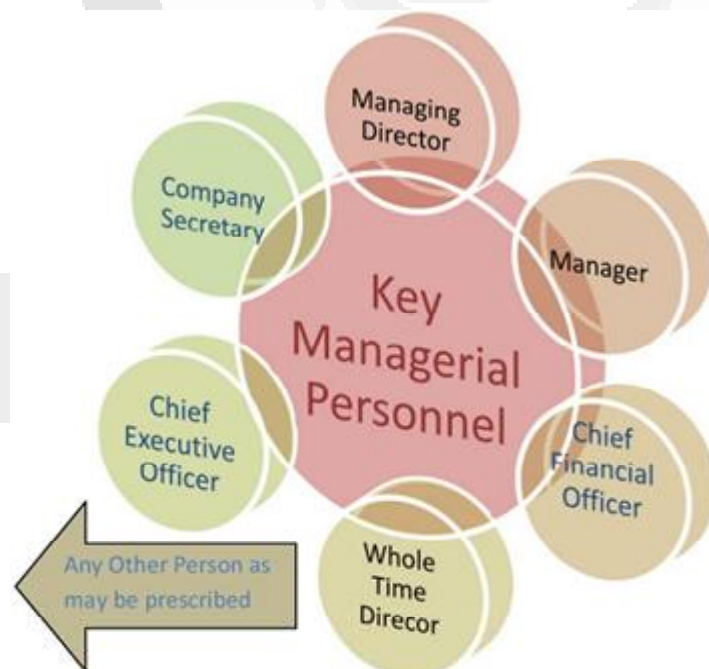 Managing
Director
Company
Secretary
Manager
Key
Managerial
Personnel
Chief
Executive
Officer
Chief
Financial
Officer
Whole
Time
Direcor
Any Other Person as
may be prescribed